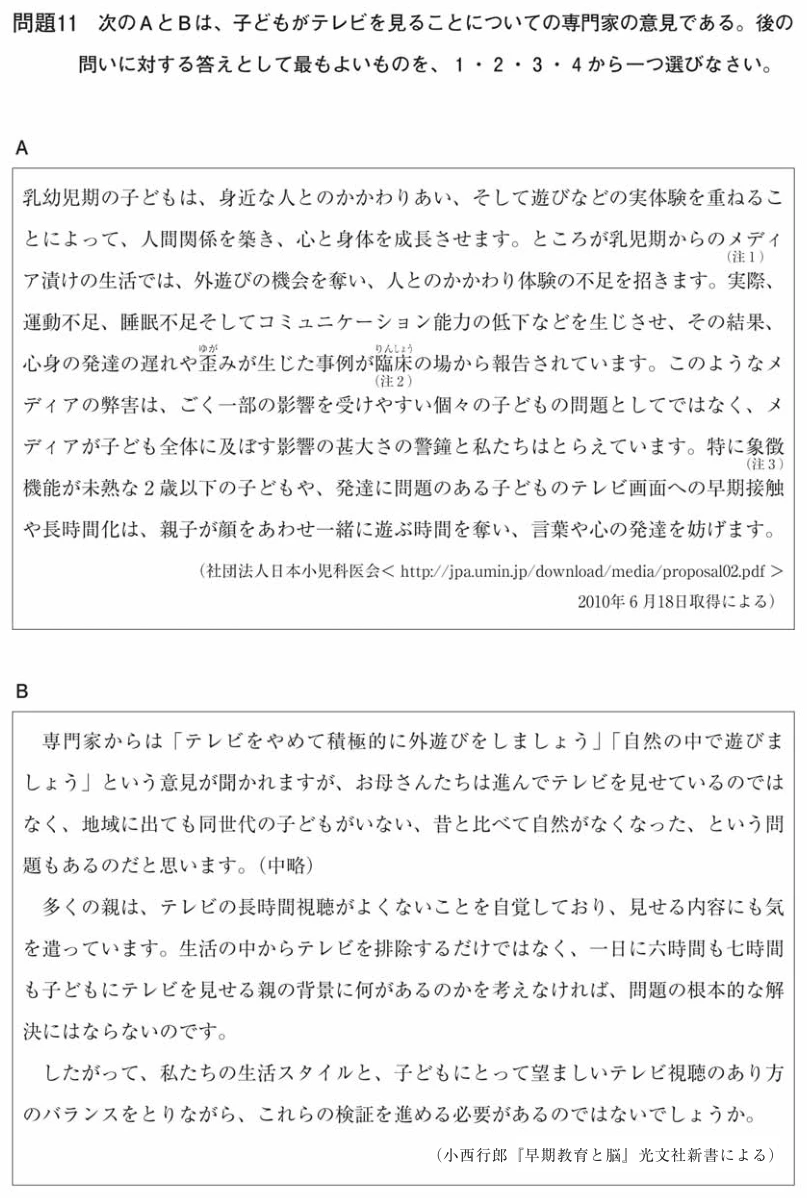 問題11　次のAとBは、子どもがテレビを見ることについての専門家の意見である。後の
問いに対する答えとして最もよいものを、1・2・3・4から一つ選びなさい。
A
乳幼児期の子どもは、身近な人とのかかわりあい、そして遊びなどの実体験を重ねるこ
とによって、人間関係を築き、心と身体を成長させます。ところが乳児期からのメディ
(注1)
ア漬けの生活では、外遊びの機会を奪い、人とのかかわり体験の不足を招きます。実際、
運動不足、睡眠不足そしてコミュニケーション能力の低下などを生じさせ、その結果、
ゆが　りんしょう
心身の発達の遅れや歪みが生じた事例が臨床の場から報告されています。このようなメ
(注2)
ディアの弊害は、ごく一部の影響を受けやすい個々の子どもの問題としてではなく、メ
ディアが子ども全体に及ぼす影響の甚大さの警鐘と私たちはとらえています。特に象徴
(注3)
機能が未熟な2歳以下の子どもや、発達に問題のある子どものテレビ画面への早期接触
や長時間化は、親子が顔をあわせ一緒に遊ぶ時間を奪い、言葉や心の発達を妨げます。
(社団法人日本小児科医会< http://jpa.umin.jp/download/media/proposal02.pdf >
2010年6月18日取得による)
B
専門家からは「テレビをやめて積極的に外遊びをしましょう」「自然の中で遊びま
しょう」という意見が聞かれますが、お母さんたちは進んでテレビを見せているのでは
なく、地域に出ても同世代の子どもがいない、昔と比べて自然がなくなった、という問
題もあるのだと思います。(中略)
多くの親は、テレビの長時間視聴がよくないことを自覚しており、見せる内容にも気
を遣っています。生活の中からテレビを排除するだけではなく、一日に六時間も七時間
も子どもにテレビを見せる親の背景に何があるのかを考えなければ、問題の根本的な解
決にはならないのです。
したがって、私たちの生活スタイルと、子どもにとって望ましいテレビ視聴のあり方
のバランスをとりながら、これらの検証を進める必要があるのではないでしょうか。
(小西行郎『早期教育と脳』光文社新書による)